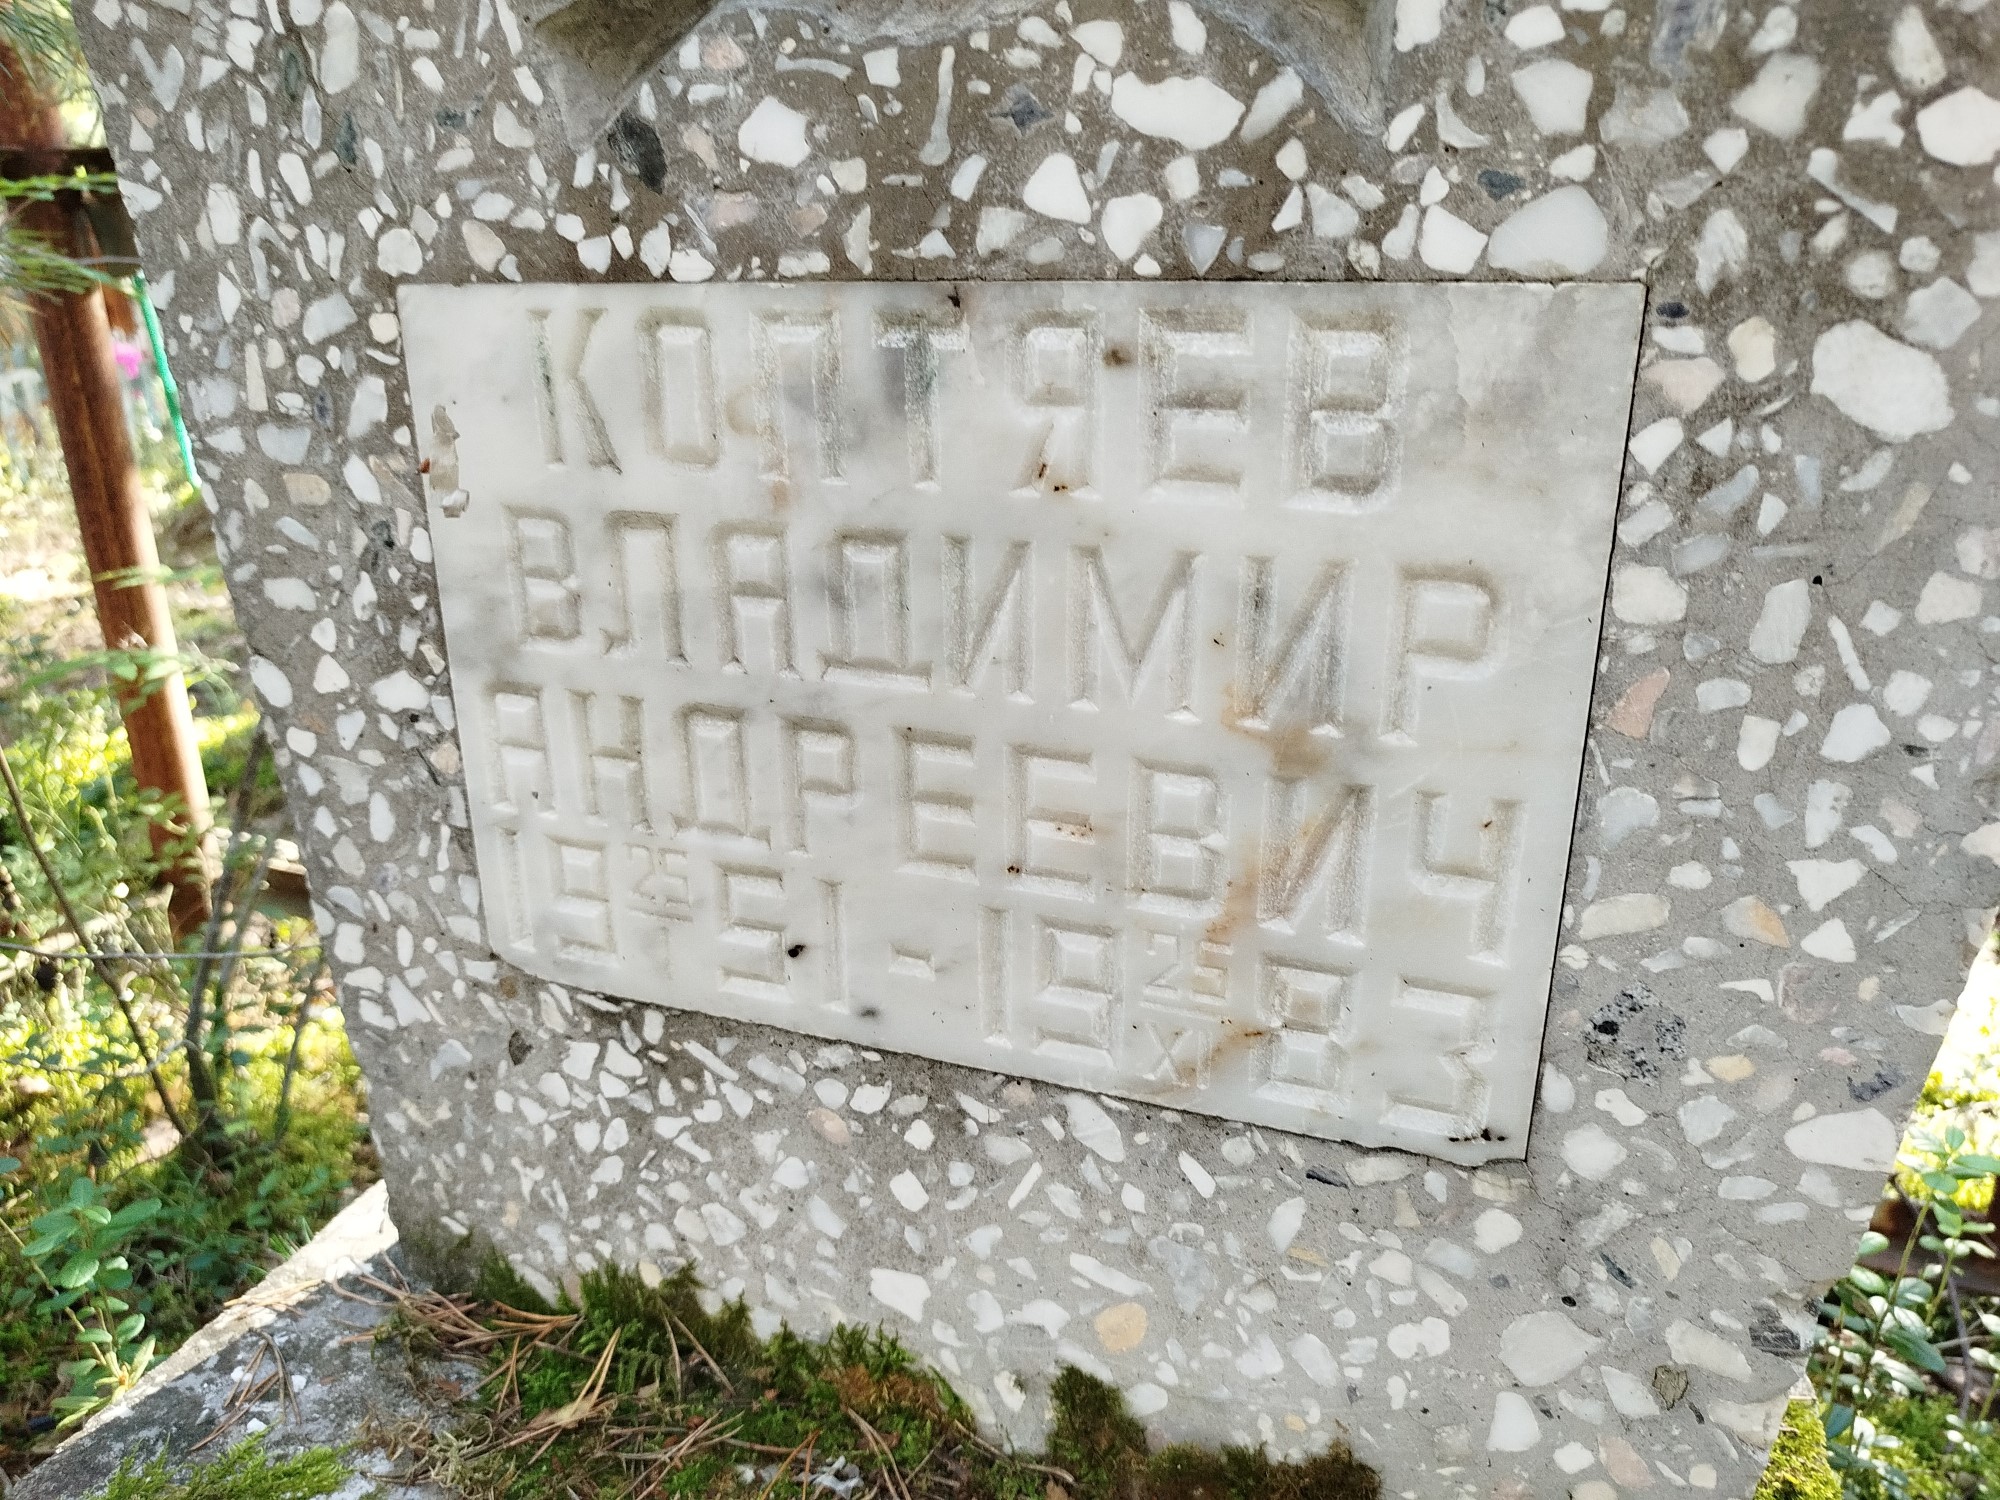 КОПТЯЕВ
ВЛАДИМИР
АНДРЕЕВИЧ
19 25/I 51 - 19 25/XI 83